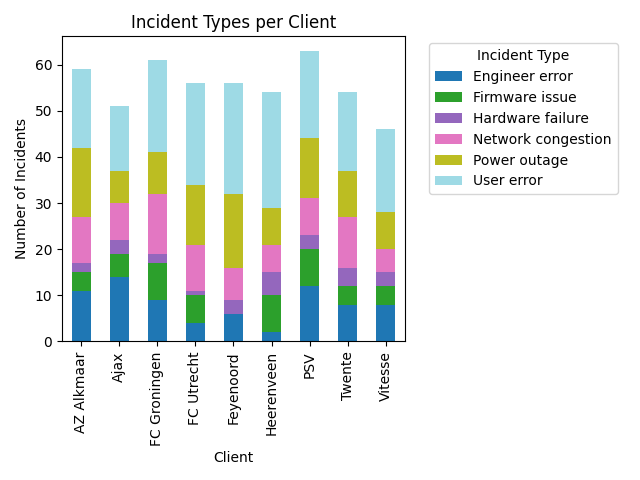 Incident Types per Client
Number of Incidents
60
50
40
30
20
10
0
AZ Alkmaar
Ajax
FC Groningen
FC Utrecht
Feyenoord
Heerenveen
PSV
Twente
Vitesse
Client
Incident Type
Engineer error
Firmware issue
Hardware failure
Network congestion
Power outage
User error